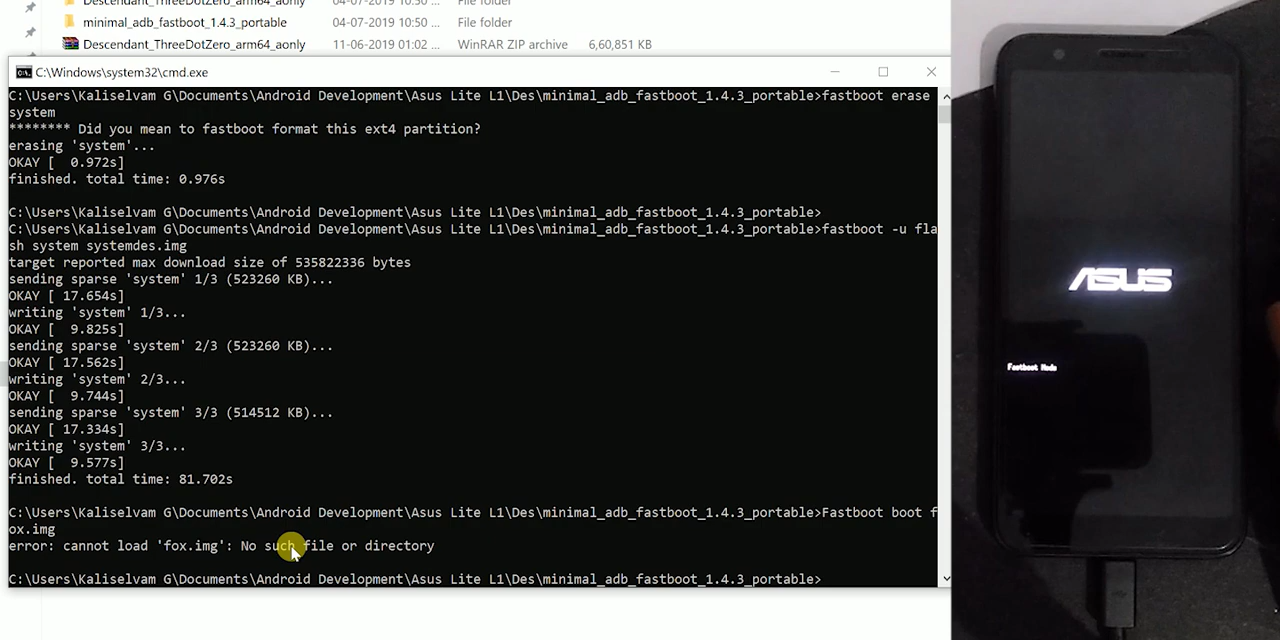 Descendant_ThreeDotZero_arm64_aonly 04-07-2019 10:50 ... File folder
minimal_adb_fastboot_1.4.3_portable 04-07-2019 10:50 ... File folder
Descendant_ThreeDotZero_arm64_aonly 11-06-2019 01:02 ... WinRAR ZIP archive 6,60,851 KB
C:\Windows\system32\cmd.exe
C:\Users\Kaliselvam G\Documents\Android Development\Asus Lite L1\Des\minimal_adb_fastboot_1.4.3_portable>fastboot erase
system
******** Did you mean to fastboot format this ext4 partition?
erasing 'system'...
OKAY [  0.972s]
finished. total time: 0.976s
C:\Users\Kaliselvam G\Documents\Android Development\Asus Lite L1\Des\minimal_adb_fastboot_1.4.3_portable>
C:\Users\Kaliselvam G\Documents\Android Development\Asus Lite L1\Des\minimal_adb_fastboot_1.4.3_portable>fastboot -u fla
sh system systemdes.img
target reported max download size of 535822336 bytes
sending sparse 'system' 1/3 (523260 KB)...
OKAY [ 17.654s]
writing 'system' 1/3...
OKAY [  9.825s]
sending sparse 'system' 2/3 (523260 KB)...
OKAY [ 17.562s]
writing 'system' 2/3...
OKAY [  9.744s]
sending sparse 'system' 3/3 (514512 KB)...
OKAY [ 17.334s]
writing 'system' 3/3...
OKAY [  9.577s]
finished. total time: 81.702s
C:\Users\Kaliselvam G\Documents\Android Development\Asus Lite L1\Des\minimal_adb_fastboot_1.4.3_portable>Fastboot boot f
ox.img
error: cannot load 'fox.img': No such file or directory
C:\Users\Kaliselvam G\Documents\Android Development\Asus Lite L1\Des\minimal_adb_fastboot_1.4.3_portable>
ASUS
Fastboot Mode